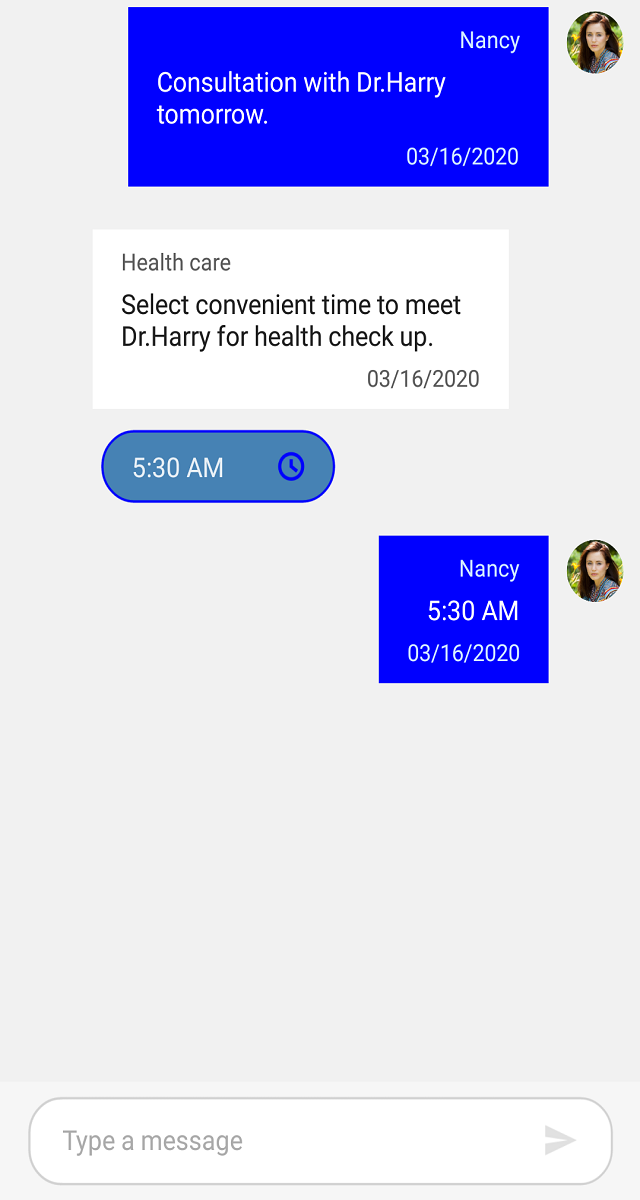 Nancy
Consultation with Dr.Harry
tomorrow.
03/16/2020
Health care
Select convenient time to meet
Dr.Harry for health check up.
03/16/2020
5:30 AM
Nancy
5:30 AM
03/16/2020
Type a message